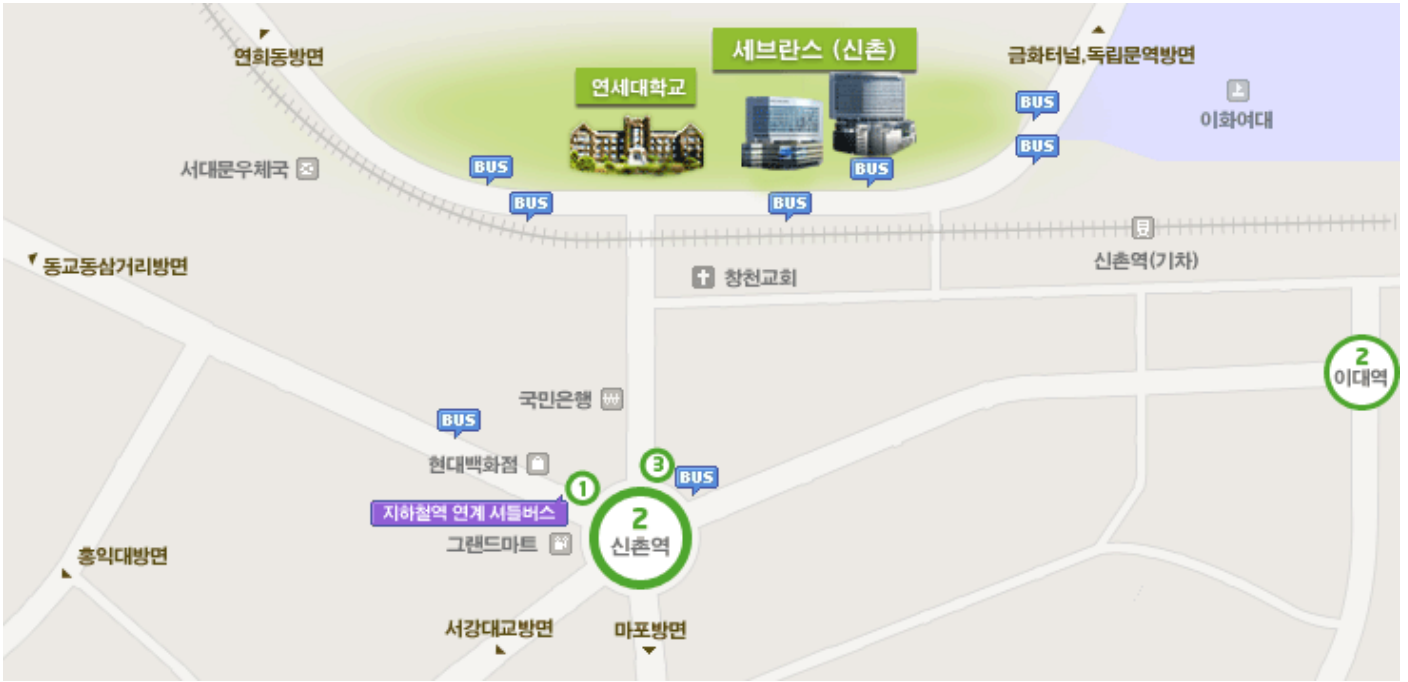 연희동방면
세브란스 (신촌)
금화터널,독립문역방면
연세대학교
BUS
이화여대
BUS
서대문우체국
BUS
BUS
BUS
BUS
신촌역(기차)
동교동삼거리방면
창천교회
2
이대역
국민은행
BUS
현대백화점
3
BUS
1
지하철역 연계 셔틀버스
2
신촌역
그랜드마트
홍익대방면
서강대교방면
마포방면